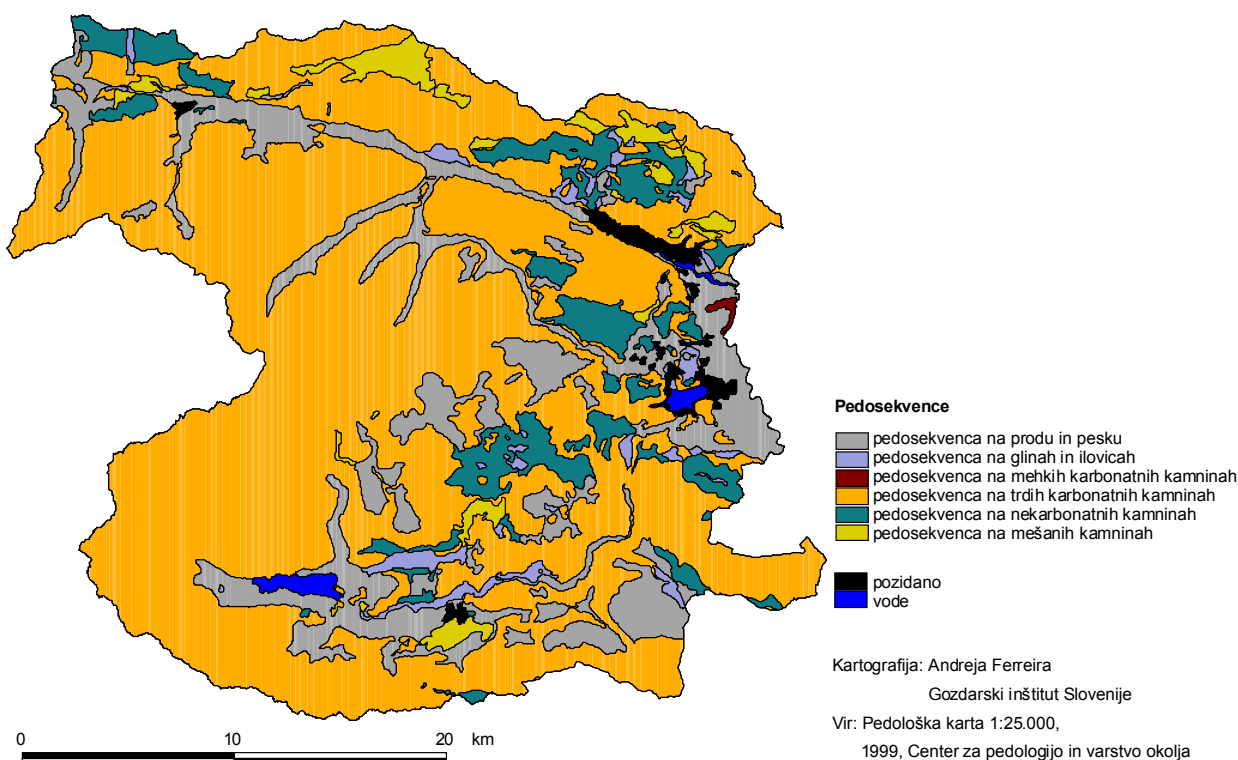 Pedosekvence
pedosekvenca na produ in pesku
pedosekvenca na glinah in ilovicah
pedosekvenca na mehkih karbonatnih kamninah
pedosekvenca na trdih karbonatnih kamninah
pedosekvenca na nekarbonatnih kamninah
pedosekvenca na mešanih kamninah
pozidano
vode
Kartografija: Andreja Ferreira
Gozdarski inštitut Slovenije
Vir: Pedološka karta 1:25.000,
1999, Center za pedologijo in varstvo okolja
0 10 20 km